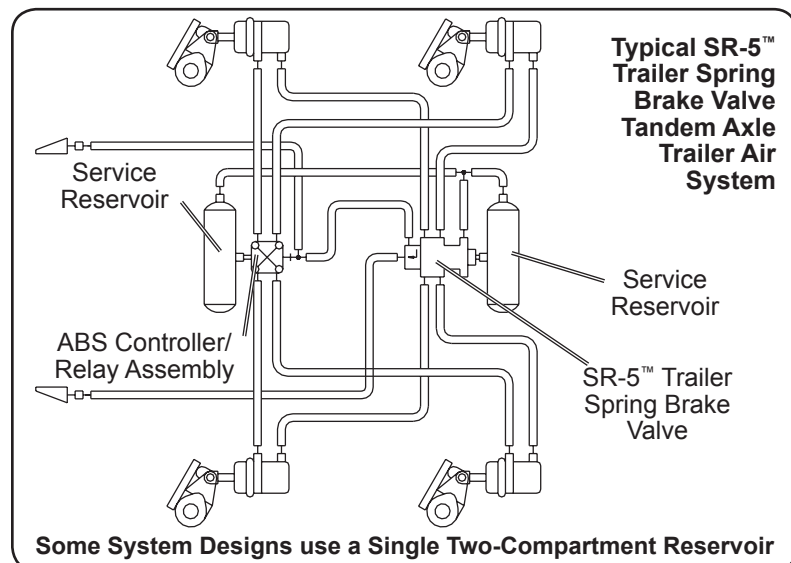 Typical SR-5™
Trailer Spring
Brake Valve
Tandem Axle
Trailer Air
System
Service
Reservoir
Service
Reservoir
ABS Controller/
Relay Assembly
SR-5™ Trailer
Spring Brake
Valve
Some System Designs use a Single Two-Compartment Reservoir